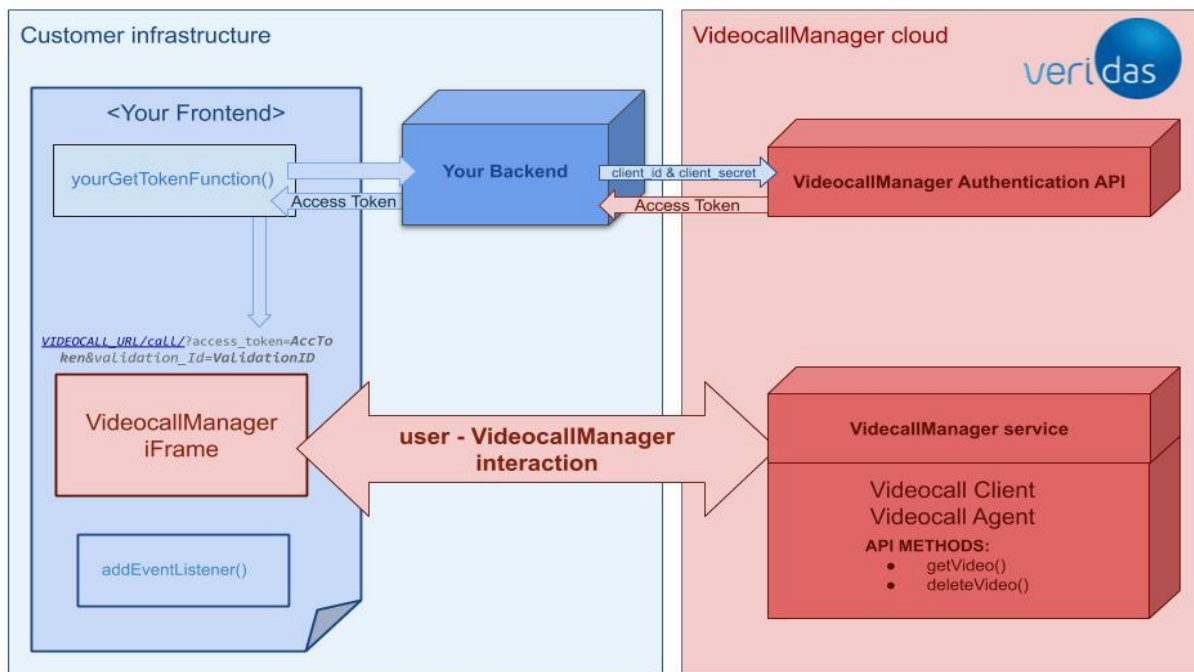 Customer infrastructure
VideocallManager cloud
veridas
<Your Frontend>
yourGetTokenFunction()
Access Token
Your Backend
client_id & client_secret
Access Token
VideocallManager Authentication API
VIDEOCALL_URL/call/?access_token=AccTo
ken&validation_Id=ValidationID
VideocallManager
iFrame
user - VideocallManager
interaction
VidecallManager service
Videocall Client
Videocall Agent
API METHODS:
● getVideo()
● deleteVideo()
addEventListener()